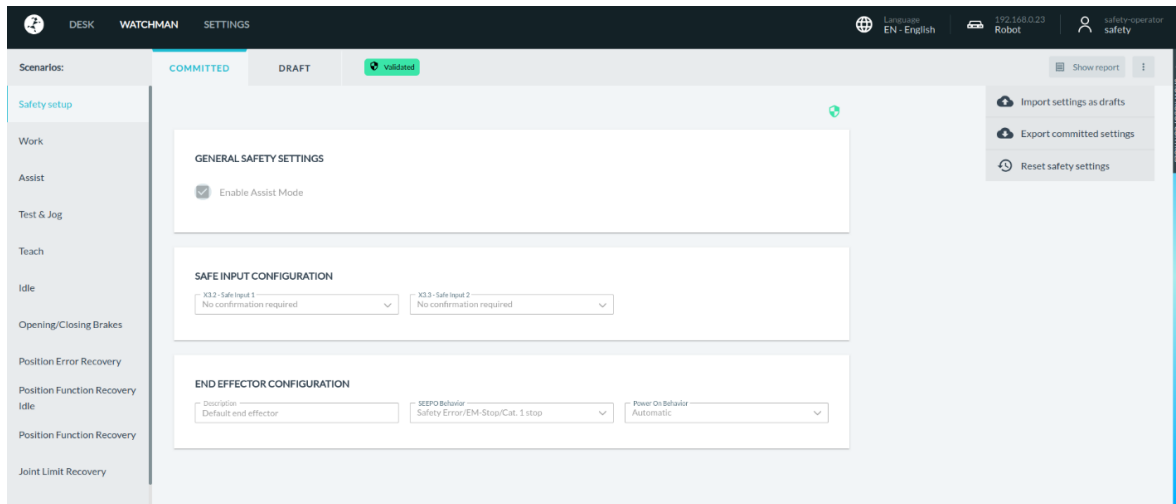 DESK WATCHMAN SETTINGS
Language
EN - English
192.168.0.23
Robot
safety-operator
safety
Scenarios:
COMMITTED DRAFT Validated Show report
Safety setup
Work
Assist
Test & Jog
Teach
Idle
Opening/Closing Brakes
Position Error Recovery
Position Function Recovery
Idle
Position Function Recovery
Joint Limit Recovery
Import settings as drafts
Export committed settings
Reset safety settings
GENERAL SAFETY SETTINGS
Enable Assist Mode
SAFE INPUT CONFIGURATION
X3.2 - Safe Input 1
No confirmation required
X3.3 - Safe Input 2
No confirmation required
END EFFECTOR CONFIGURATION
Description
Default end effector
SEEPO Behavior
Safety Error/EM-Stop/Cat. 1 stop
Power On Behavior
Automatic